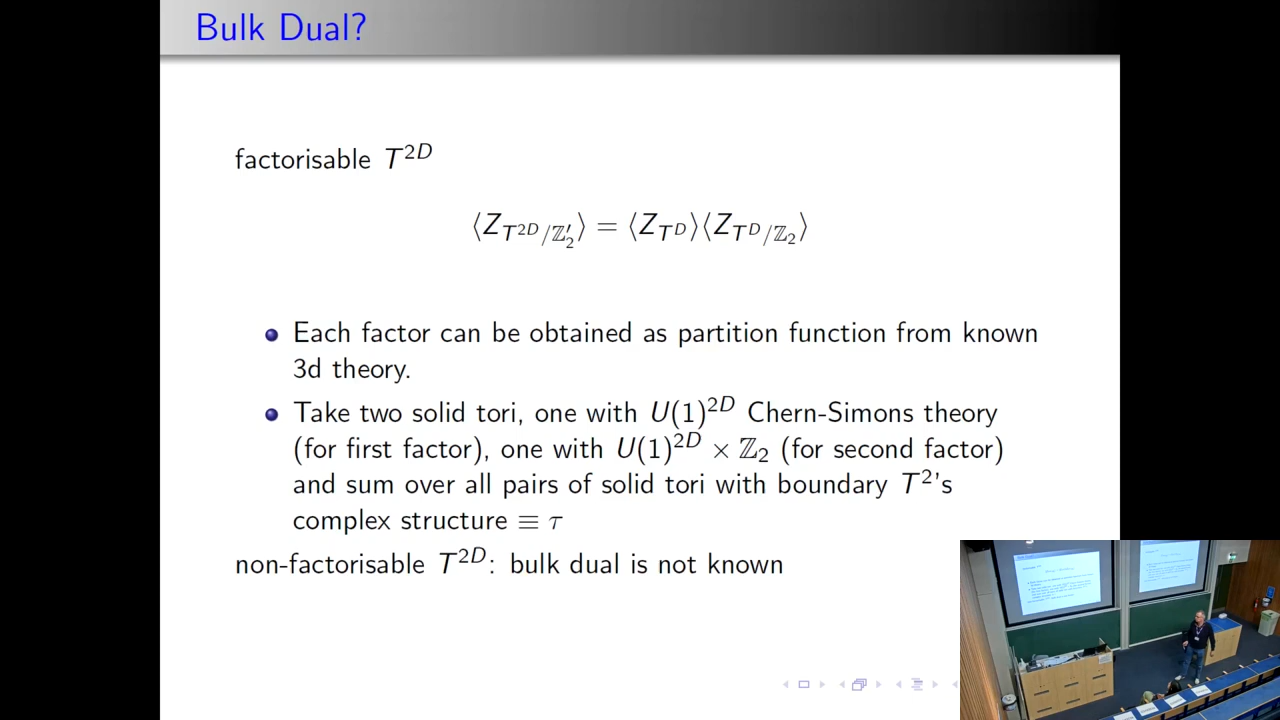 Bulk Dual?
factorisable T^{2D}
⟨Z_{T^{2D}/ℤ′_2}⟩ = ⟨Z_{T^D}⟩⟨Z_{T^D/ℤ_2}⟩
Each factor can be obtained as partition function from known
3d theory.
Take two solid tori, one with U(1)^{2D} Chern-Simons theory
(for first factor), one with U(1)^{2D} × ℤ_2 (for second factor)
and sum over all pairs of solid tori with boundary T^2's
complex structure ≡ τ
non-factorisable T^{2D}: bulk dual is not known